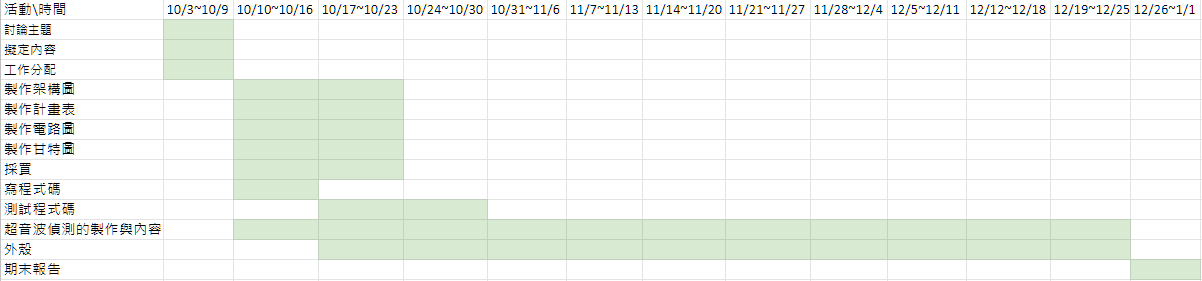 活動\時間 10/3~10/9 10/10~10/16 10/17~10/23 10/24~10/30 10/31~11/6 11/7~11/13 11/14~11/20 11/21~11/27 11/28~12/4 12/5~12/11 12/12~12/18 12/19~12/25 12/26~1/1
討論主題
擬定內容
工作分配
製作架構圖
製作計畫表
製作電路圖
製作甘特圖
採買
寫程式碼
測試程式碼
超音波偵測的製作與內容
外殼
期末報告